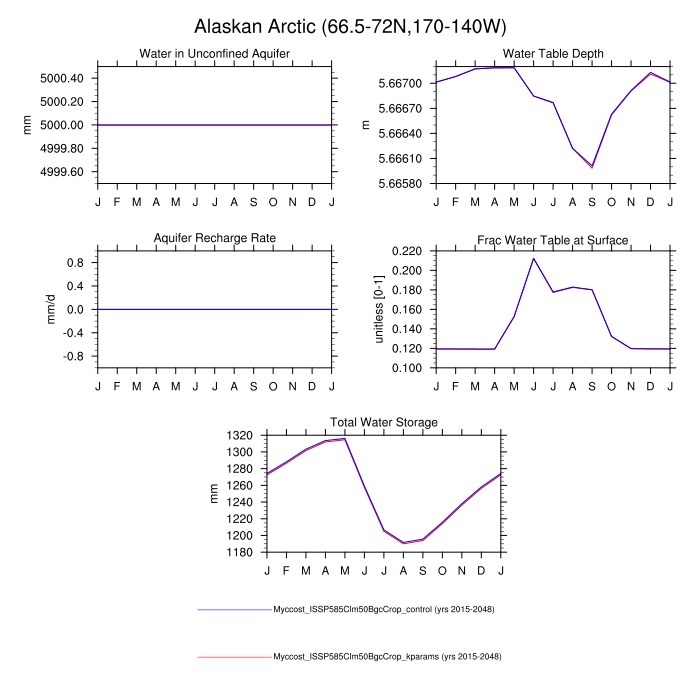 Alaskan Arctic (66.5-72N,170-140W)
Water in Unconfined Aquifer
5000.40
5000.20
5000.00
4999.80
4999.60
mm
J F M A M J J A S O N D J
Water Table Depth
5.66700
5.66670
5.66640
5.66610
5.66580
m
J F M A M J J A S O N D J
Aquifer Recharge Rate
0.8
0.4
0.0
-0.4
-0.8
mm/d
J F M A M J J A S O N D J
Frac Water Table at Surface
0.220
0.200
0.180
0.160
0.140
0.120
0.100
unitless [0-1]
J F M A M J J A S O N D J
Total Water Storage
1320
1300
1280
1260
1240
1220
1200
1180
mm
J F M A M J J A S O N D J
Myccost_ISSP585Clm50BgcCrop_control (yrs 2015-2048)
Myccost_ISSP585Clm50BgcCrop_kparams (yrs 2015-2048)